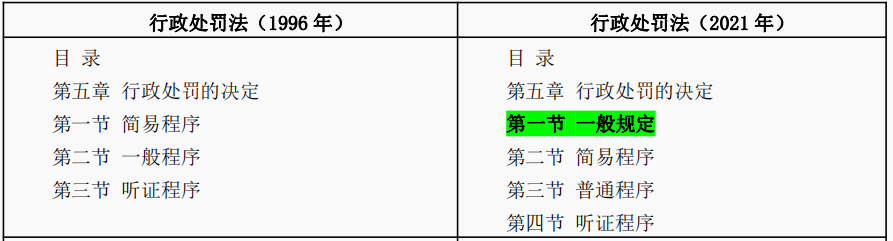 行政处罚法（1996 年）
目 录
第五章 行政处罚的决定
第一节 简易程序
第二节 一般程序
第三节 听证程序
行政处罚法（2021 年）
目 录
第五章 行政处罚的决定
第一节 一般规定
第二节 简易程序
第三节 普通程序
第四节 听证程序